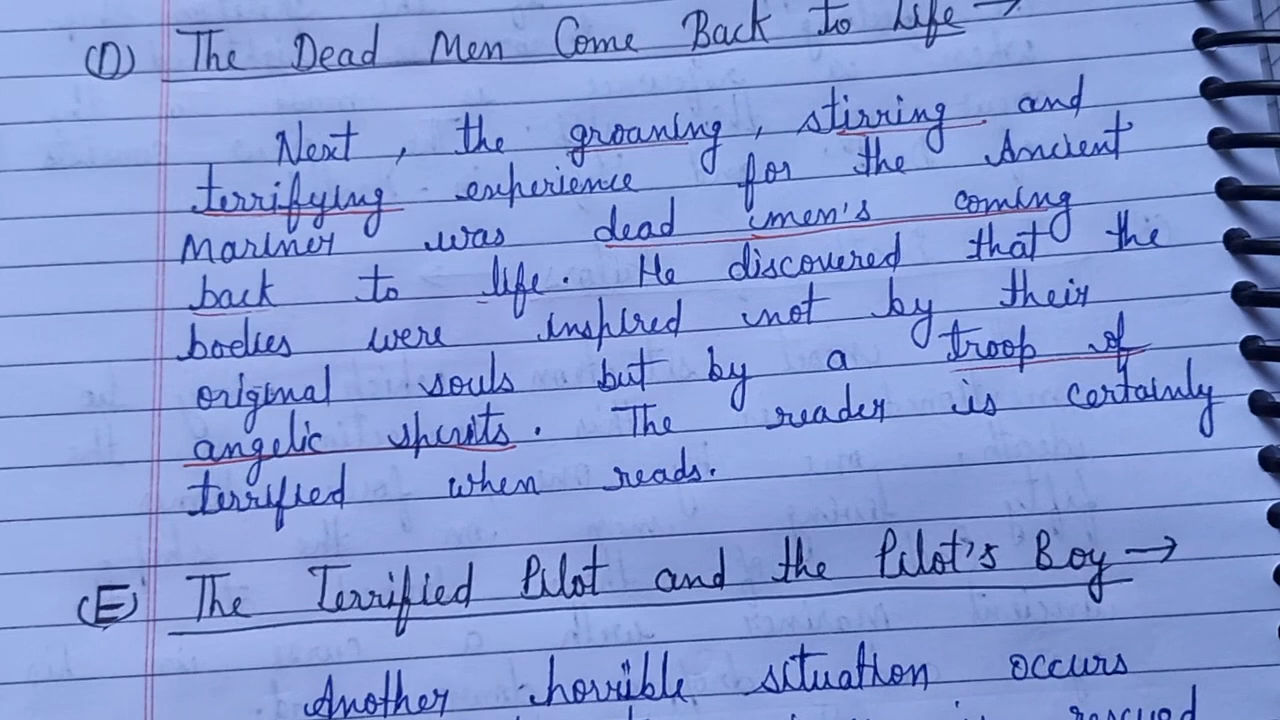 (D) The Dead Men Come Back to Life →
Next, the groaning, stirring and
terrifying experience for the Ancient
Mariner was dead men's coming
back to life. He discovered that the
bodies were inspired not by their
original souls but by a troop of
angelic spirits. The reader is certainly
terrified when reads.
(E) The Terrified Pilot and the Pilot's Boy →
Another horrible situation occurs
rescued